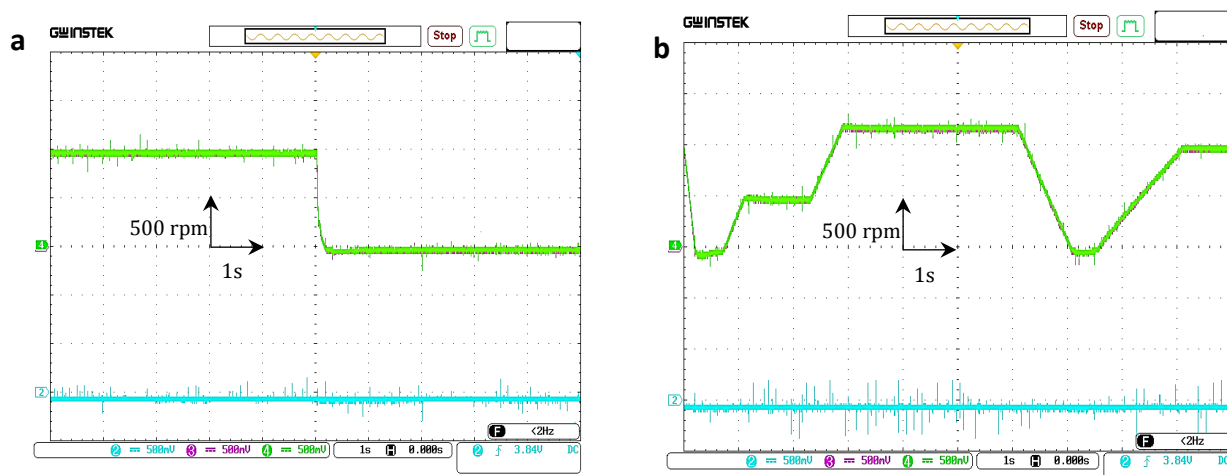 a
GWINSTEK
Stop
4
500 rpm
1s
2
F <2Hz
2 500mV 3 500mV 4 500mV 1s H 0.000s 2 3.84V DC
b
GWINSTEK
Stop
4
500 rpm
1s
2
F <2Hz
2 500mV 3 500mV 4 500mV 1s H 0.000s 2 3.84V DC